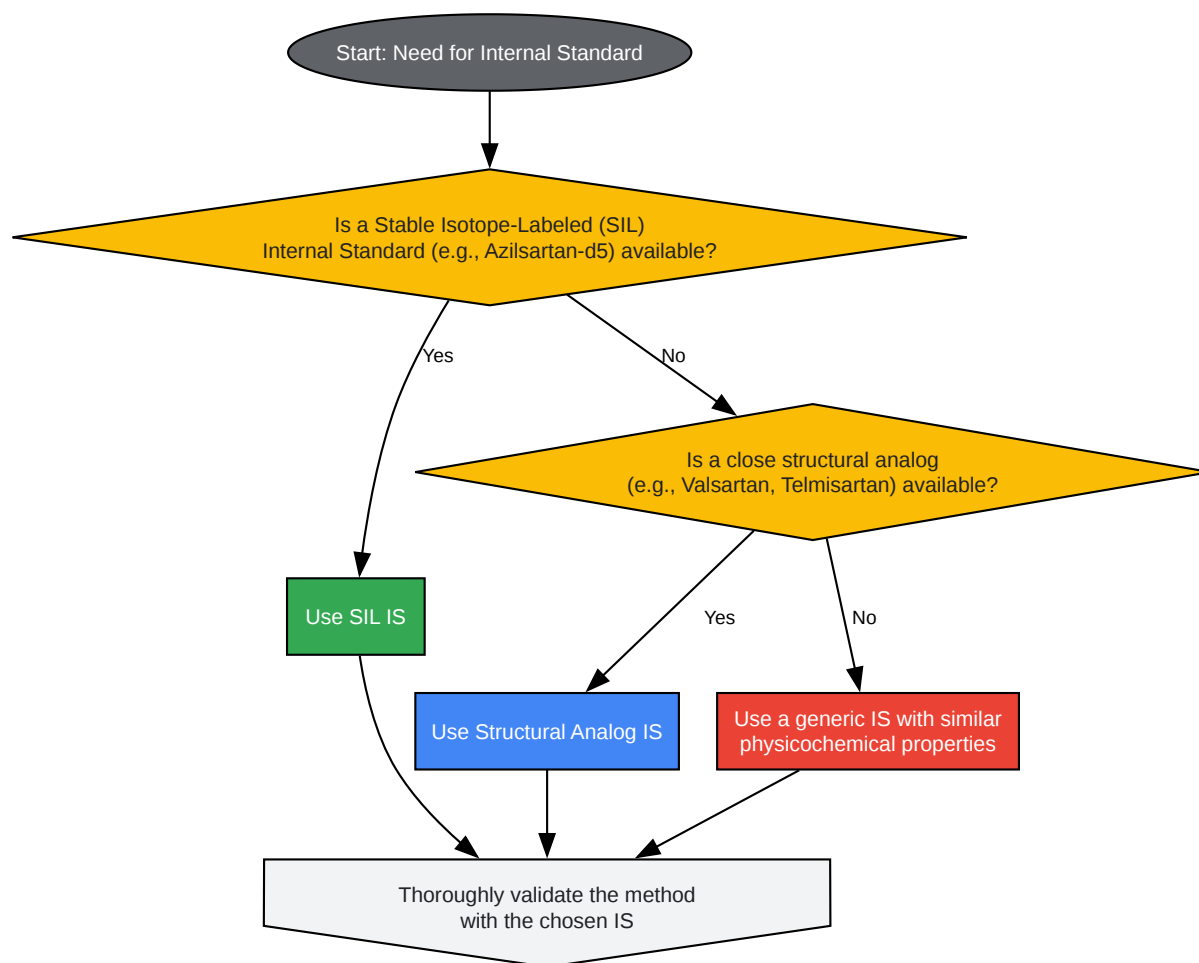 Start: Need for Internal Standard
Is a Stable Isotope-Labeled (SIL)
Internal Standard (e.g., Azilsartan-d5) available?
Yes
No
Is a close structural analog
(e.g., Valsartan, Telmisartan) available?
Use SIL IS
Yes
No
Use Structural Analog IS
Use a generic IS with similar
physicochemical properties
Thoroughly validate the method
with the chosen IS